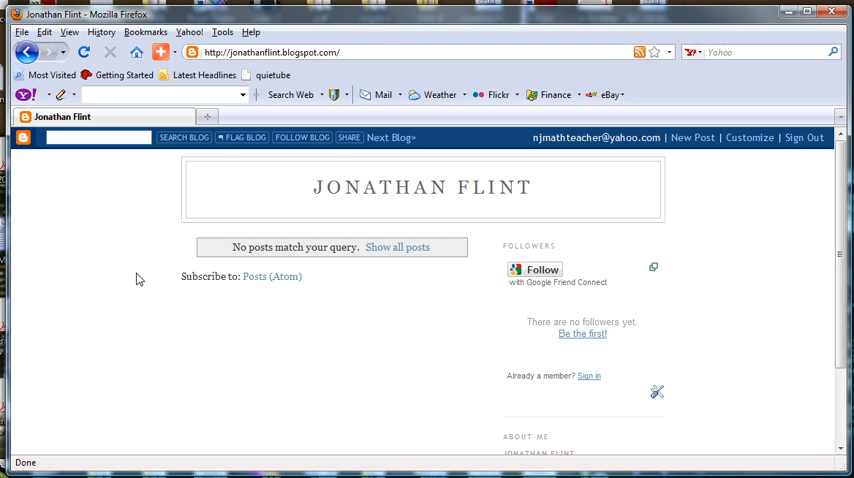 Jonathan Flint - Mozilla Firefox
File Edit View History Bookmarks Yahoo! Tools Help
http://jonathanflint.blogspot.com/ Yahoo
Most Visited Getting Started Latest Headlines quietube
Y! Search Web Mail Weather Flickr Finance eBay
Jonathan Flint
SEARCH BLOG FLAG BLOG FOLLOW BLOG SHARE Next Blog» njmathteacher@yahoo.com | New Post | Customize | Sign Out
JONATHAN FLINT
No posts match your query. Show all posts
Subscribe to: Posts (Atom)
FOLLOWERS
Follow
with Google Friend Connect
There are no followers yet.
Be the first!
Already a member? Sign in
ABOUT ME
JONATHAN FLINT
Done